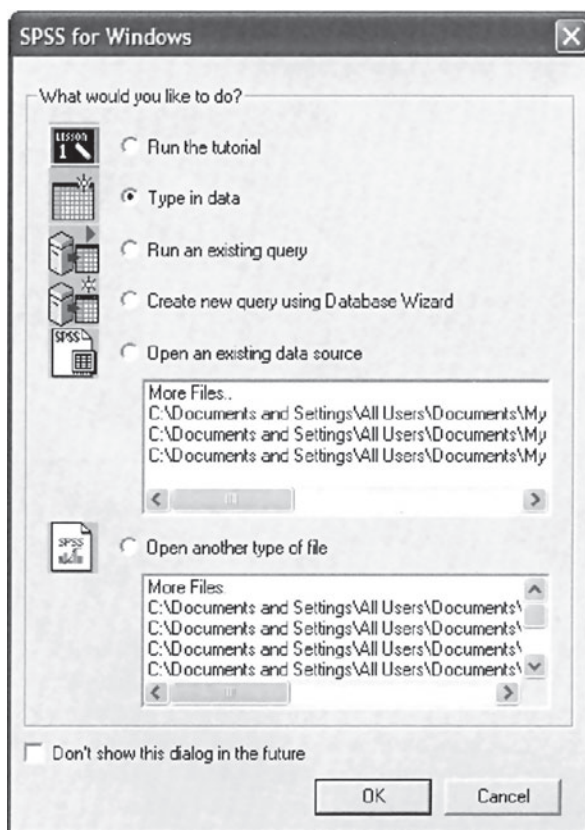 SPSS for Windows
What would you like to do?
LESSON
1
Run the tutorial
Type in data
Run an existing query
Create new query using Database Wizard
SPSS
Open an existing data source
More Files..
C:\Documents and Settings\All Users\Documents\My
C:\Documents and Settings\All Users\Documents\My
C:\Documents and Settings\All Users\Documents\My
SPSS
Open another type of file
More Files.
C:\Documents and Settings\All Users\Documents\
C:\Documents and Settings\All Users\Documents\
C:\Documents and Settings\All Users\Documents\
C:\Documents and Settings\All Users\Documents\
Don't show this dialog in the future
OK
Cancel